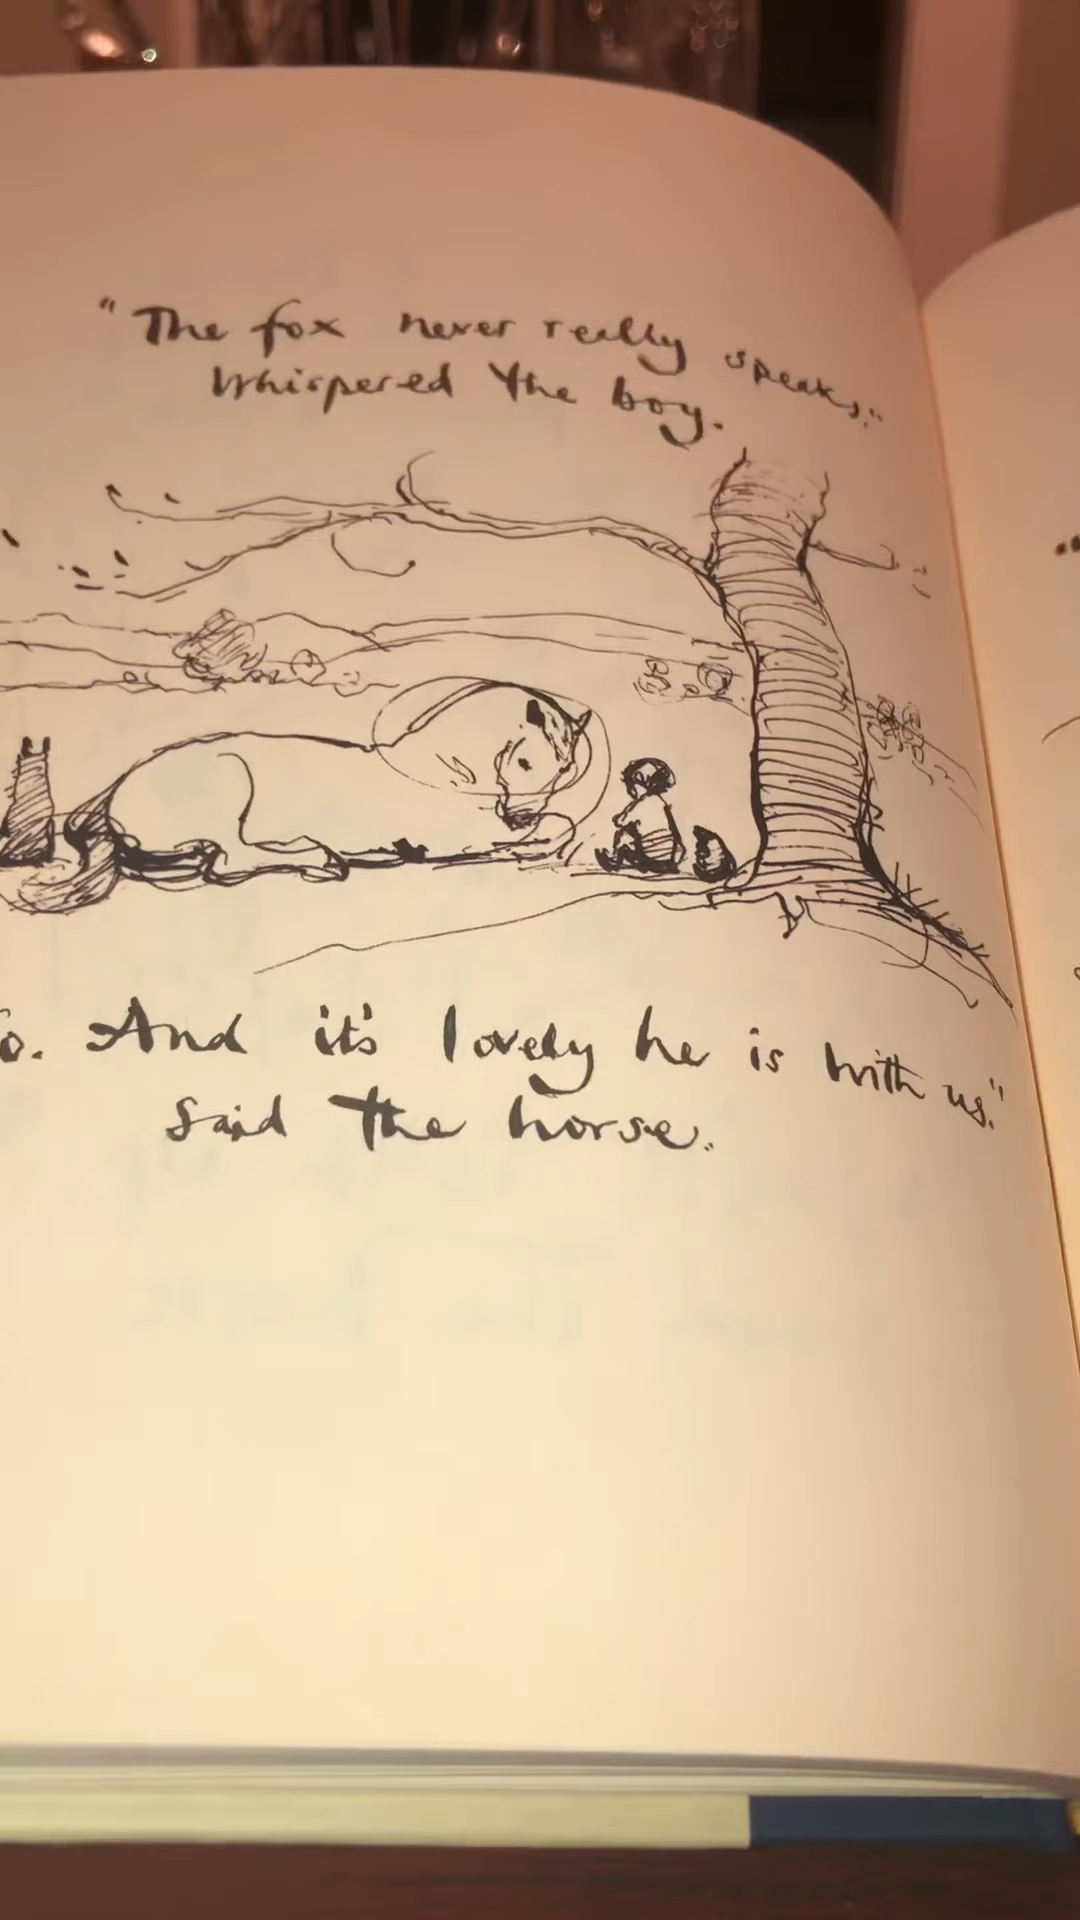 "The fox never really speaks."
whispered the boy.
o. And it's lovely he is with us."
said the horse.